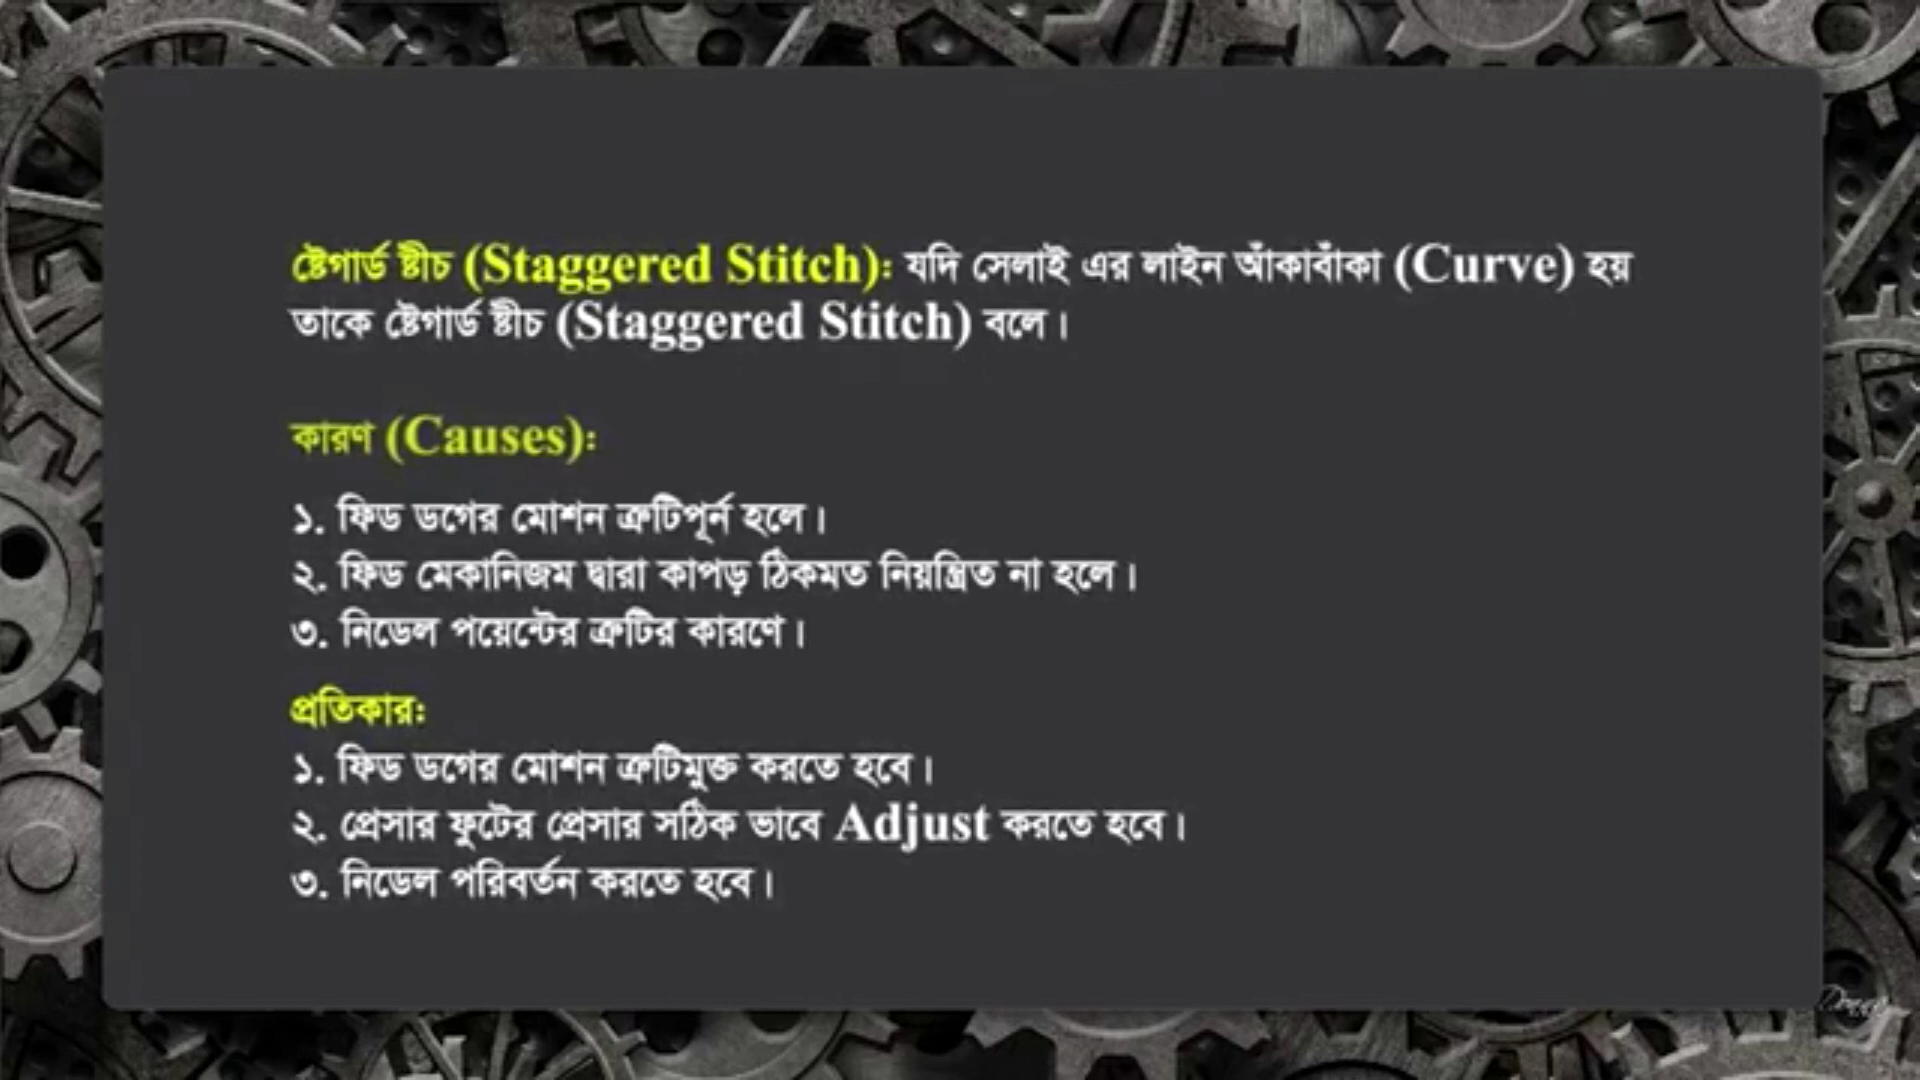 ষ্টেগার্ড ষ্টীচ (Staggered Stitch): যদি সেলাই এর লাইন আঁকাবাঁকা (Curve) হয়
তাকে ষ্টেগার্ড ষ্টীচ (Staggered Stitch) বলে।
কারণ (Causes):
১. ফিড ডগের মোশন ত্রুটিপূর্ন হলে।
২. ফিড মেকানিজম দ্বারা কাপড় ঠিকমত নিয়ন্ত্রিত না হলে।
৩. নিডেল পয়েন্টের ত্রুটির কারণে।
প্রতিকার:
১. ফিড ডগের মোশন ত্রুটিমুক্ত করতে হবে।
২. প্রেসার ফুটের প্রেসার সঠিক ভাবে Adjust করতে হবে।
৩. নিডেল পরিবর্তন করতে হবে।